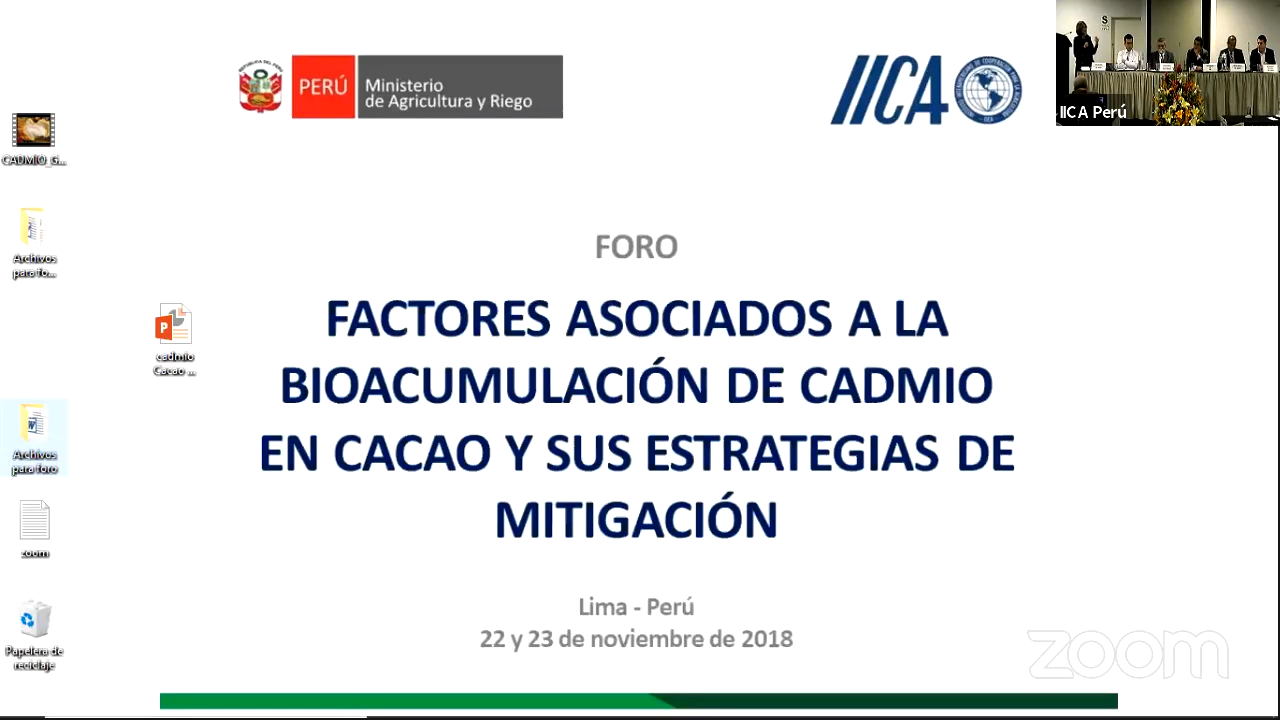 PERÚ
Ministerio
de Agricultura y Riego
IICA
S
IICA Perú
CADMIO_G...
Archivos
para fo...
cadmio
Cacao ...
Archivos
para foro
zoom
Papelera de
reciclaje
FORO
FACTORES ASOCIADOS A LA
BIOACUMULACIÓN DE CADMIO
EN CACAO Y SUS ESTRATEGIAS DE
MITIGACIÓN
Lima - Perú
22 y 23 de noviembre de 2018
zoom